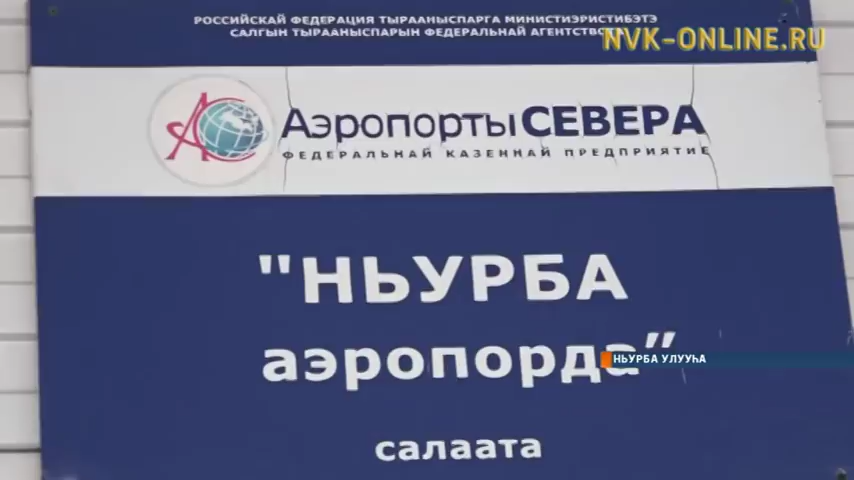 РОССИЙСКАЙ ФЕДЕРАЦИЯ ТЫРААНЫСПАРГА МИНИСТИЭРИСТИБЭТЭ
САЛГЫН ТЫРААНЫСПАРЫН ФЕДЕРАЛЬНАЙ АГЕНТСТВО
NVK-ONLINE.RU
АэропортыСЕВЕРА
ФЕДЕРАЛЬНАЙ КАЗЕННАЙ ПРЕДПРИЯТИЕ
"НЬУРБА
аэропорда"
НЬУРБА УЛУУҺА
салаата